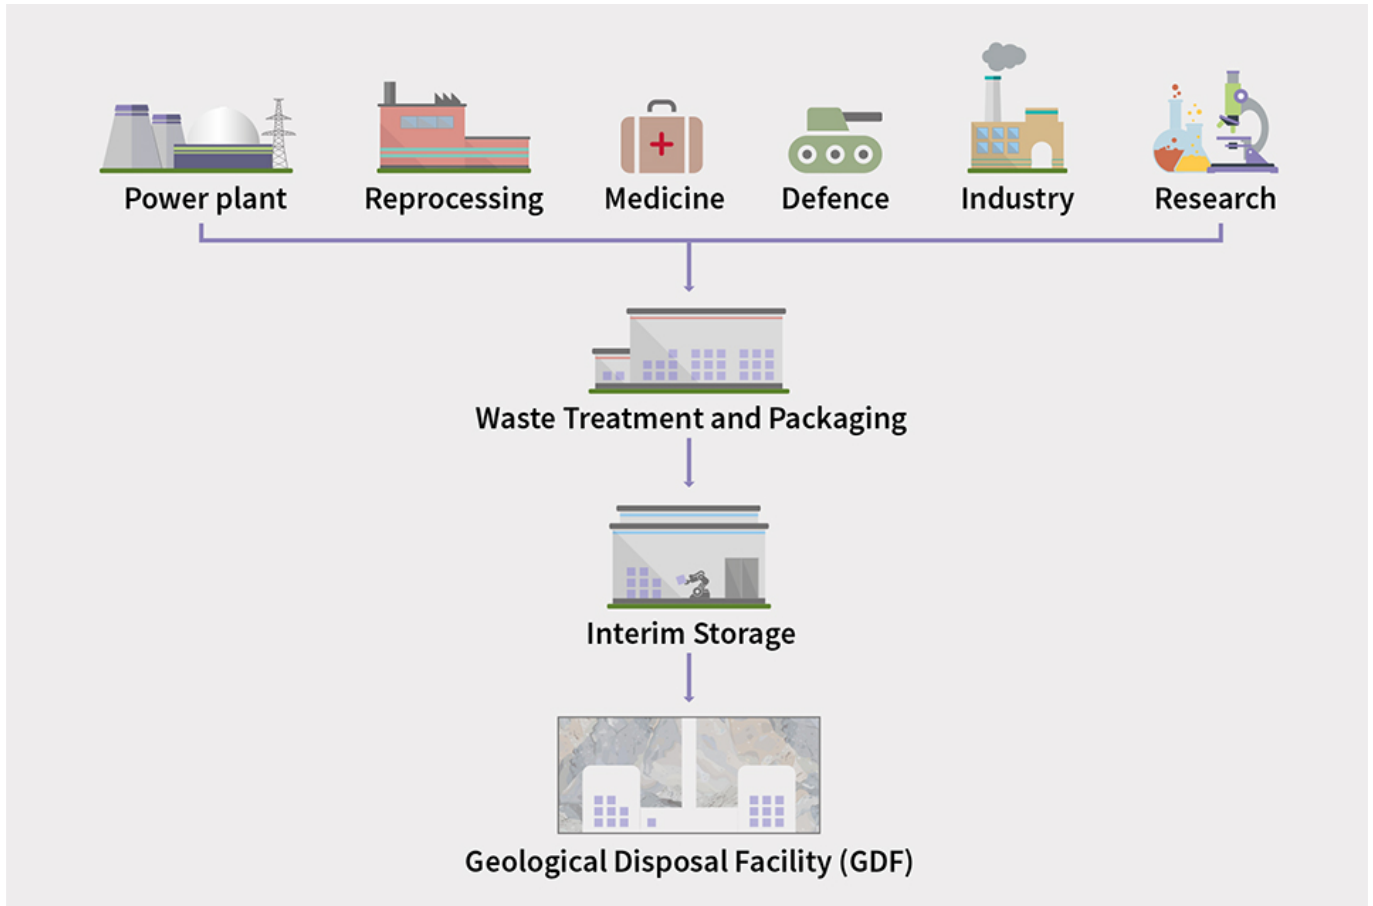 Power plant
Reprocessing
Medicine
Defence
Industry
Research
Waste Treatment and Packaging
Interim Storage
Geological Disposal Facility (GDF)